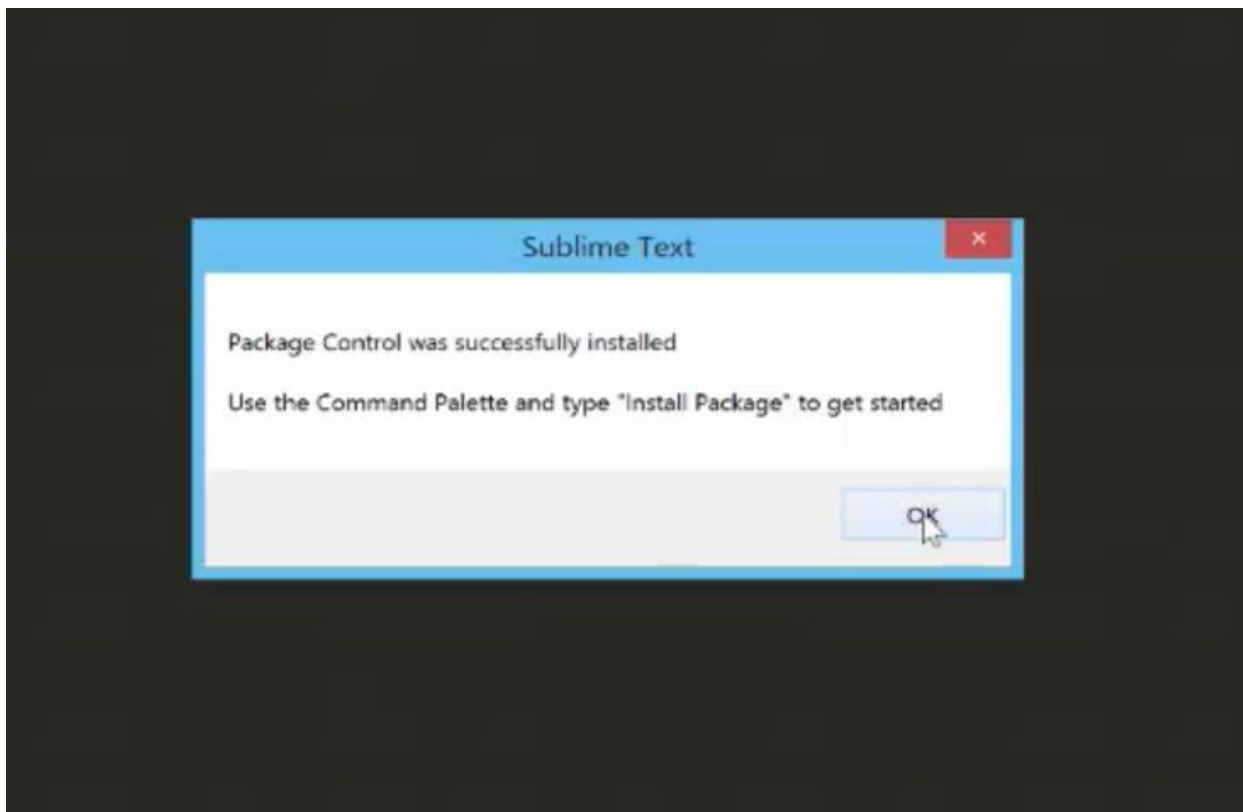 Sublime Text
Package Control was successfully installed
Use the Command Palette and type "Install Package" to get started
OK